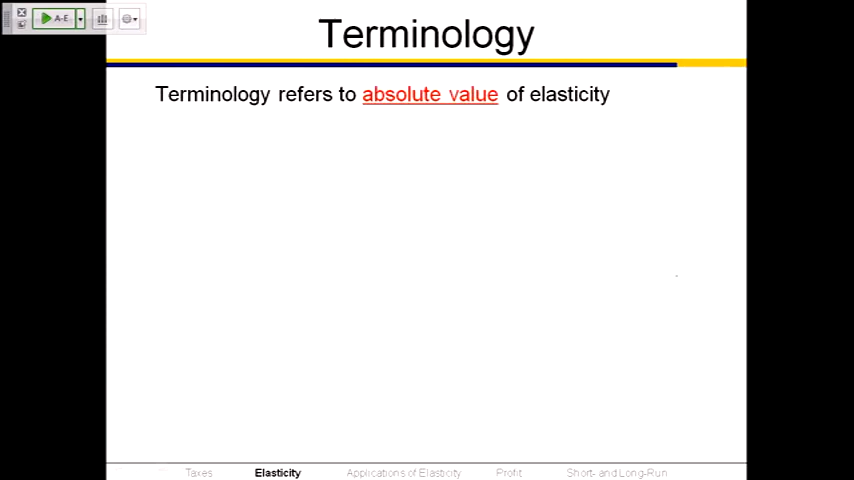 A-E
Terminology
Terminology refers to absolute value of elasticity
Taxes Elasticity Applications of Elasticity Profit Short- and Long-Run